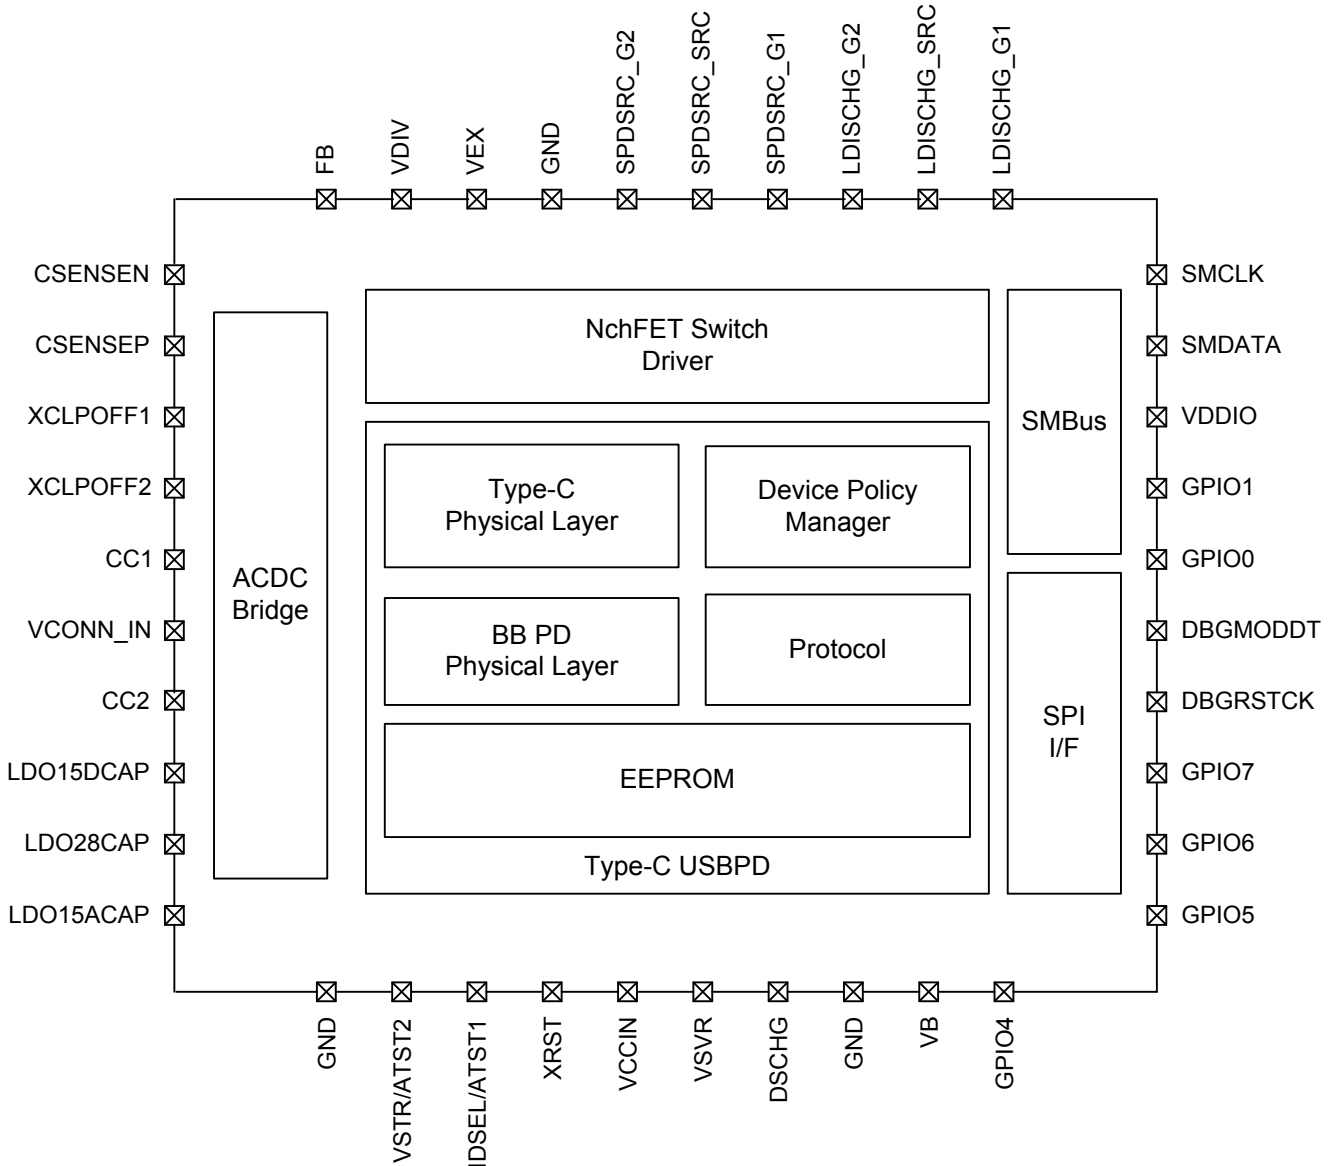 FB
VDIV
VEX
GND
SPDSRC_G2
SPDSRC_SRC
SPDSRC_G1
LDISCHG_G2
LDISCHG_SRC
LDISCHG_G1
CSENSEN
CSENSEP
XCLPOFF1
XCLPOFF2
CC1
VCONN_IN
CC2
LDO15DCAP
LDO28CAP
LDO15ACAP
ACDC
Bridge
NchFET Switch
Driver
Type-C
Physical Layer
Device Policy
Manager
BB PD
Physical Layer
Protocol
EEPROM
Type-C USBPD
SMBus
SPI
I/F
SMCLK
SMDATA
VDDIO
GPIO1
GPIO0
DBGMODDT
DBGRSTCK
GPIO7
GPIO6
GPIO5
GND
VSTR/ATST2
IDSEL/ATST1
XRST
VCCIN
VSVR
DSCHG
GND
VB
GPIO4